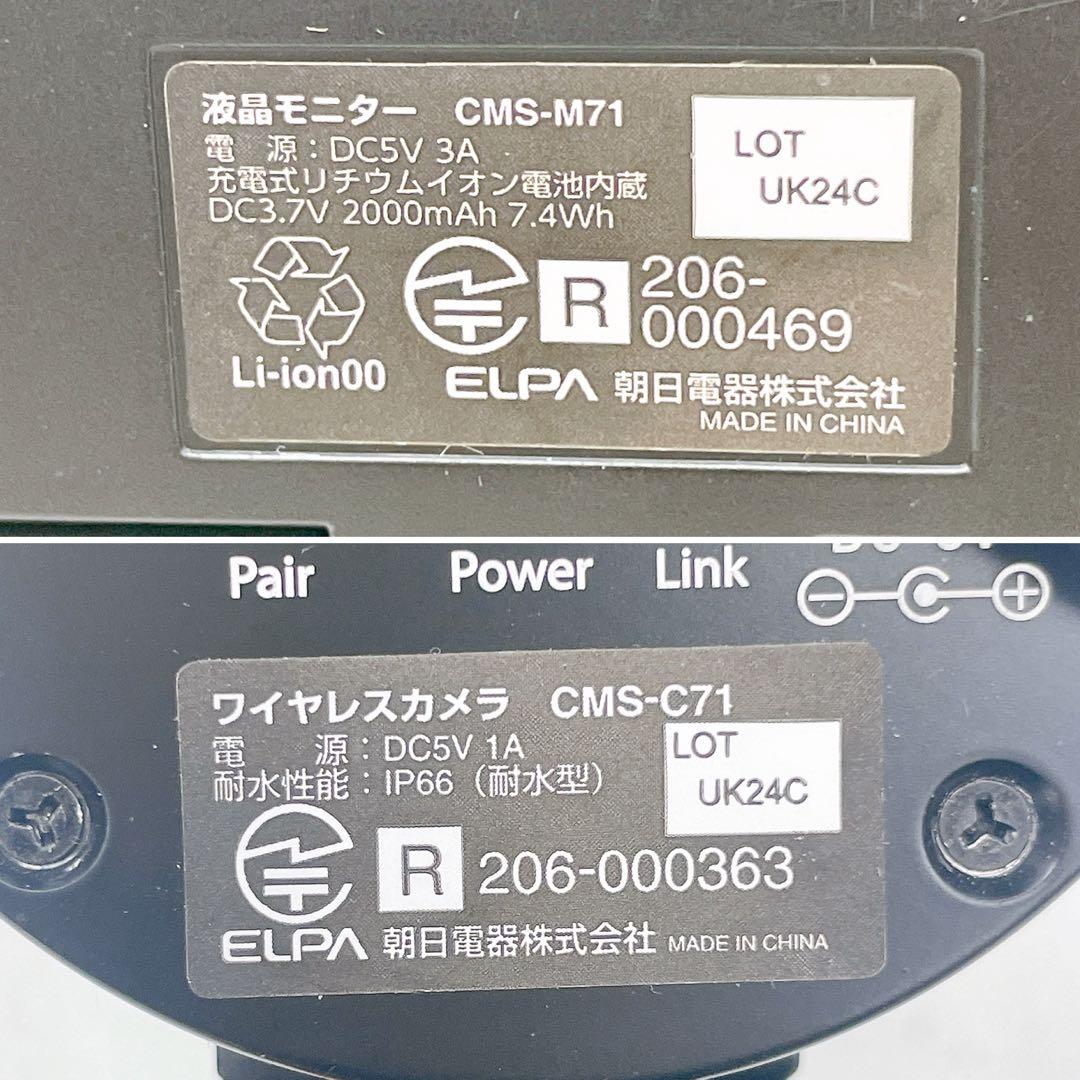 液晶モニター CMS-M71
電 源：DC5V 3A
充電式リチウムイオン電池内蔵
DC3.7V 2000mAh 7.4Wh
LOT
UK24C
Li-ion00
R 206-
000469
ELPA 朝日電器株式会社
MADE IN CHINA
Pair Power Link
ワイヤレスカメラ CMS-C71
電 源：DC5V 1A
耐水性能：IP66（耐水型）
LOT
UK24C
R 206-000363
ELPA 朝日電器株式会社 MADE IN CHINA